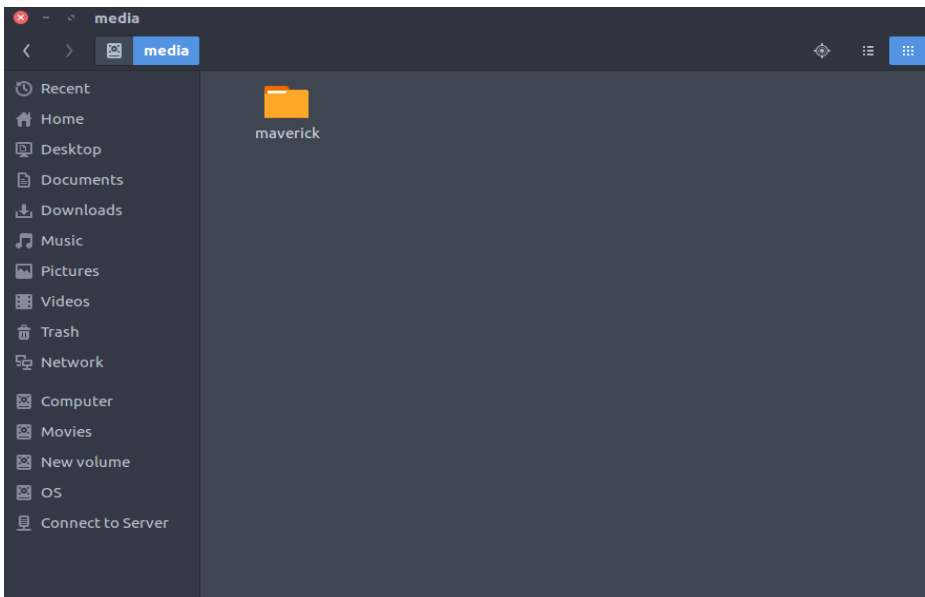 media
media
Recent
Home
Desktop
Documents
Downloads
Music
Pictures
Videos
Trash
Network
Computer
Movies
New volume
OS
Connect to Server
maverick